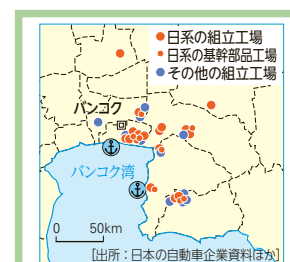 日系の組立工場
日系の基幹部品工場
その他の組立工場
バンコク
バンコク湾
0 50km
[出所:日本の自動車企業資料ほか]